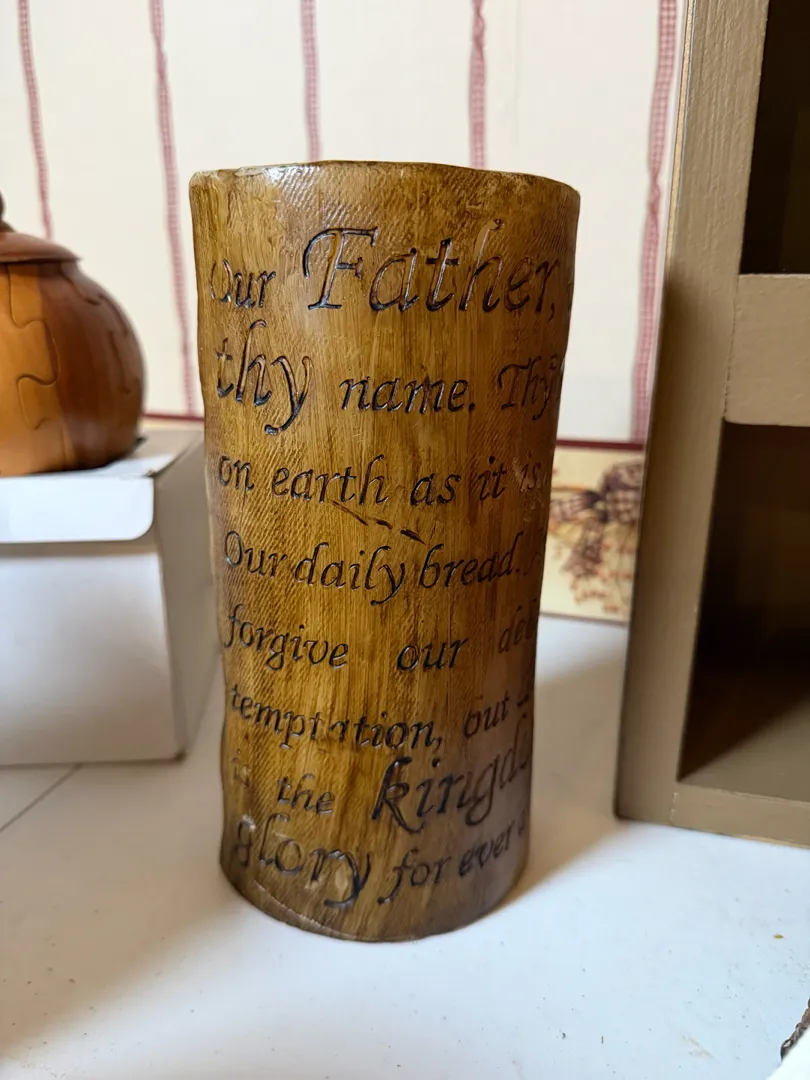 Our Father,
thy name. Thy
on earth as it is
Our daily bread.
forgive our
temptation, but
is the
glory for ever